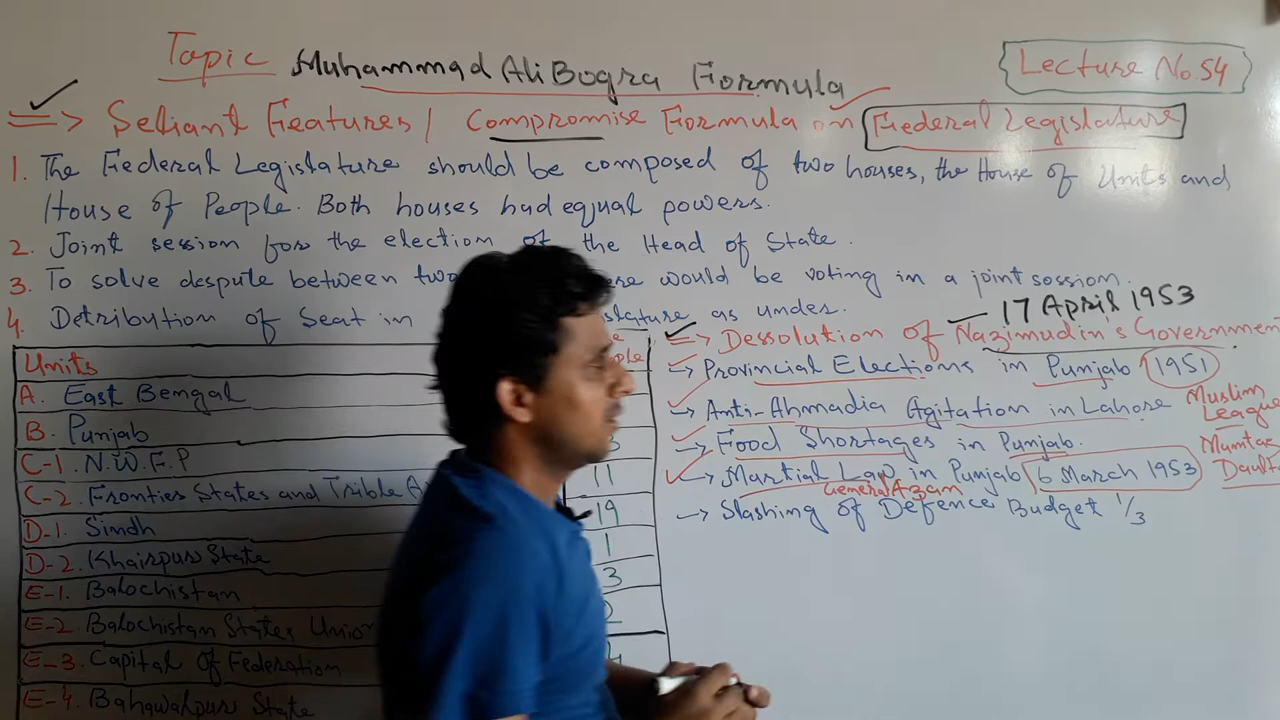 Topic Muhammad Ali Bogra Formula
Lecture No.54
=> Seliant Features / Compromise Formula on Federal Legislature
1. The Federal Legislature should be composed of two houses, the House of Units and
House of People. Both houses had equal powers.
2. Joint session for the election of the Head of State.
3. To solve despute between two would be voting in a joint session.
4. Detribution of Seat in as under.
Units
A. East Bengal
B. Punjab
3
C-1. N.W.F.P
11
C-2. Fronties States and Trible
19
D-1. Sindh
1
D-2. Khairpur State
3
E-1. Balochistan
2
E-2. Balochistan States Union
4
E-3. Capital of Federation
E-4. Bahawalpur State
17 April 1953
=> Dessolution of Nazimudin's Government
-> Provincial Elections in Punjab 1951
-> Anti-Ahmadia Agitation in Lahore
Muslim
League
-> Food Shortages in Punjab.
Mumtaz
-> Martial Law in Punjab 6 March 1953
General Azam
-> Slashing of Defence Budget 1/3